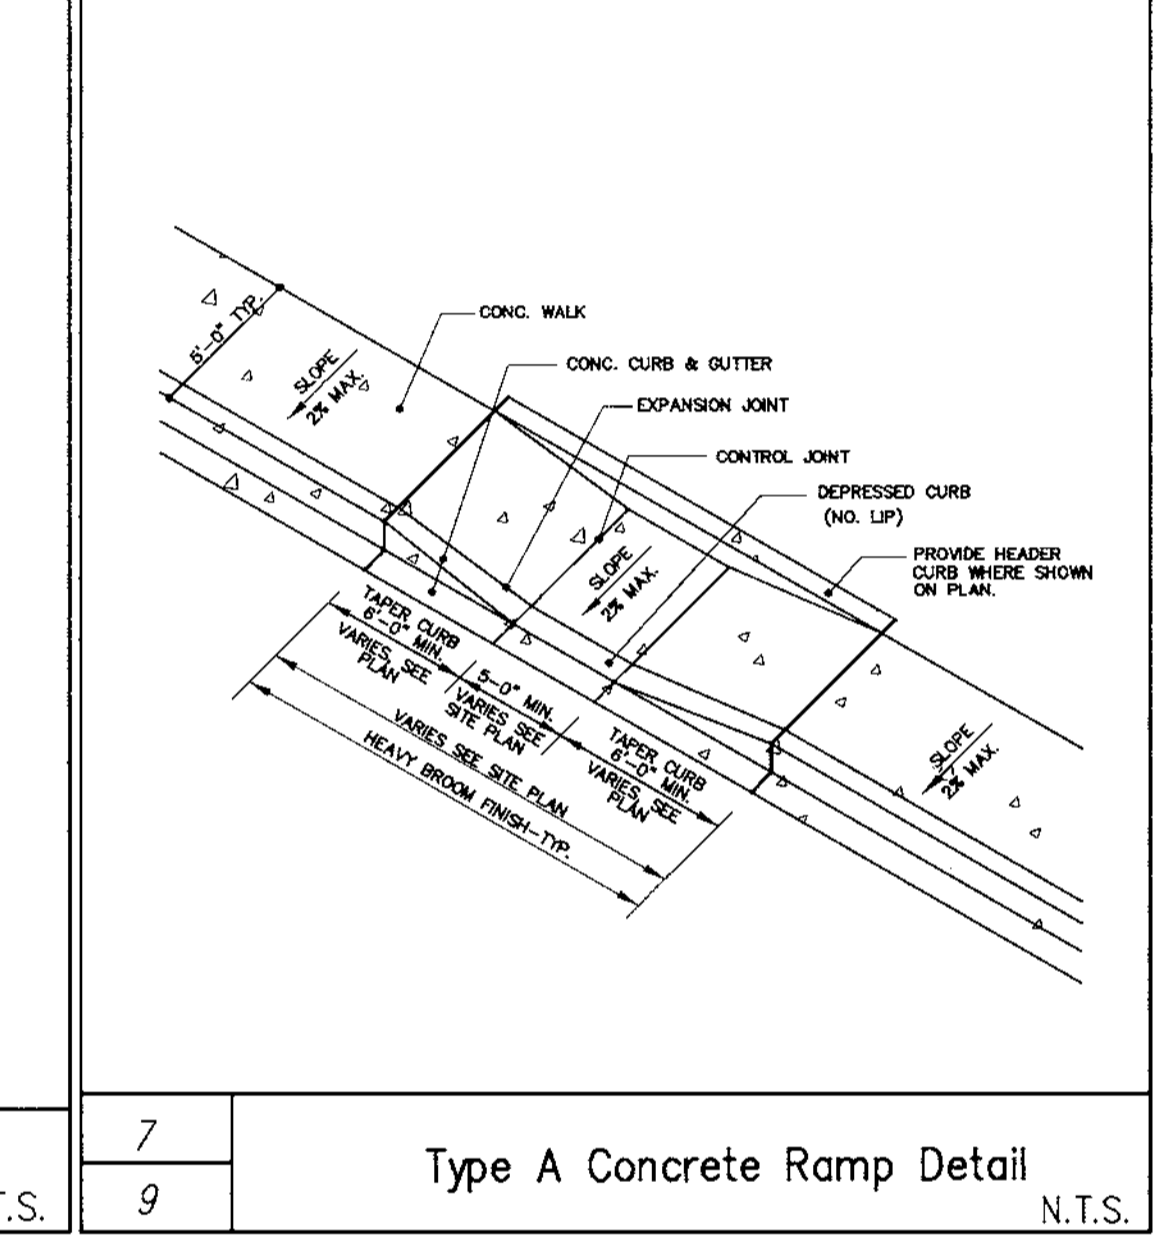 CONC. WALK
CONC. CURB & GUTTER
EXPANSION JOINT
CONTROL JOINT
DEPRESSED CURB
(NO. LIP)
PROVIDE HEADER
CURB WHERE SHOWN
ON PLAN.
5'-0" TYP.
SLOPE
2% MAX.
SLOPE
2% MAX.
SLOPE
2% MAX.
TAPER CURB
6'-0" MIN.
VARIES, SEE
PLAN
5-0" MIN.
VARIES SEE
SITE PLAN
TAPER CURB
6'-0" MIN.
VARIES, SEE
PLAN
VARIES SEE SITE PLAN
HEAVY BROOM FINISH-TYP.
7
9
Type A Concrete Ramp Detail
N.T.S.
T.S.